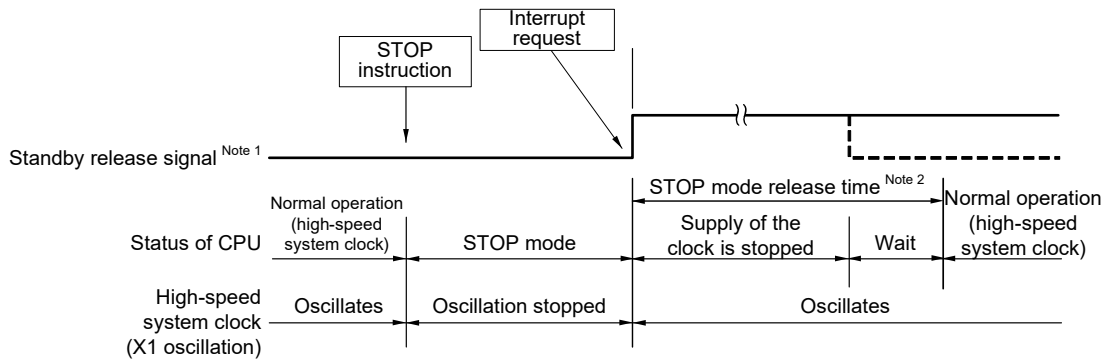 Interrupt
request
STOP
instruction
Standby release signal Note 1
STOP mode release time Note 2
Normal operation
(high-speed
system clock)
Status of CPU
Normal operation
(high-speed
system clock)
STOP mode
Supply of the
clock is stopped
Wait
High-speed
system clock
(X1 oscillation)
Oscillates
Oscillation stopped
Oscillates